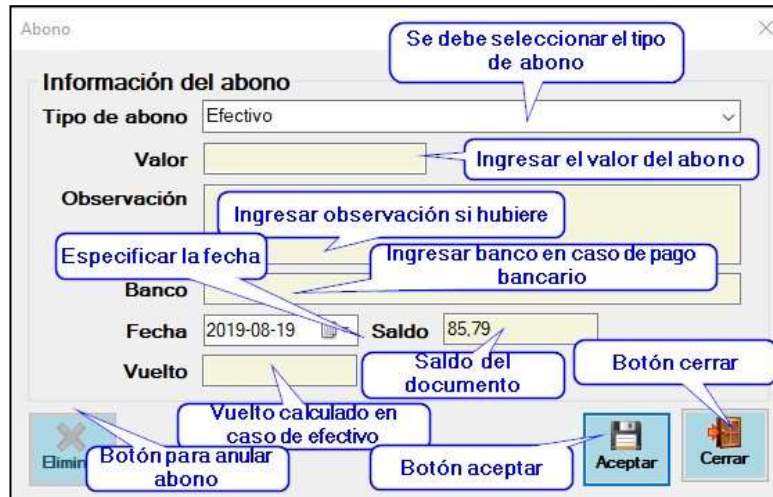 Abono
Se debe seleccionar el tipo
de abono
Información del abono
Tipo de abono Efectivo
Valor
Ingresar el valor del abono
Observación
Ingresar observación si hubiere
Especificar la fecha
Ingresar banco en caso de pago
bancario
Banco
Fecha 2019-08-19 Saldo 85,79
Vuelto
Saldo del
documento
Botón cerrar
Vuelto calculado en
caso de efectivo
Elimin
Botón para anular
abono
Botón aceptar
Aceptar
Cerrar